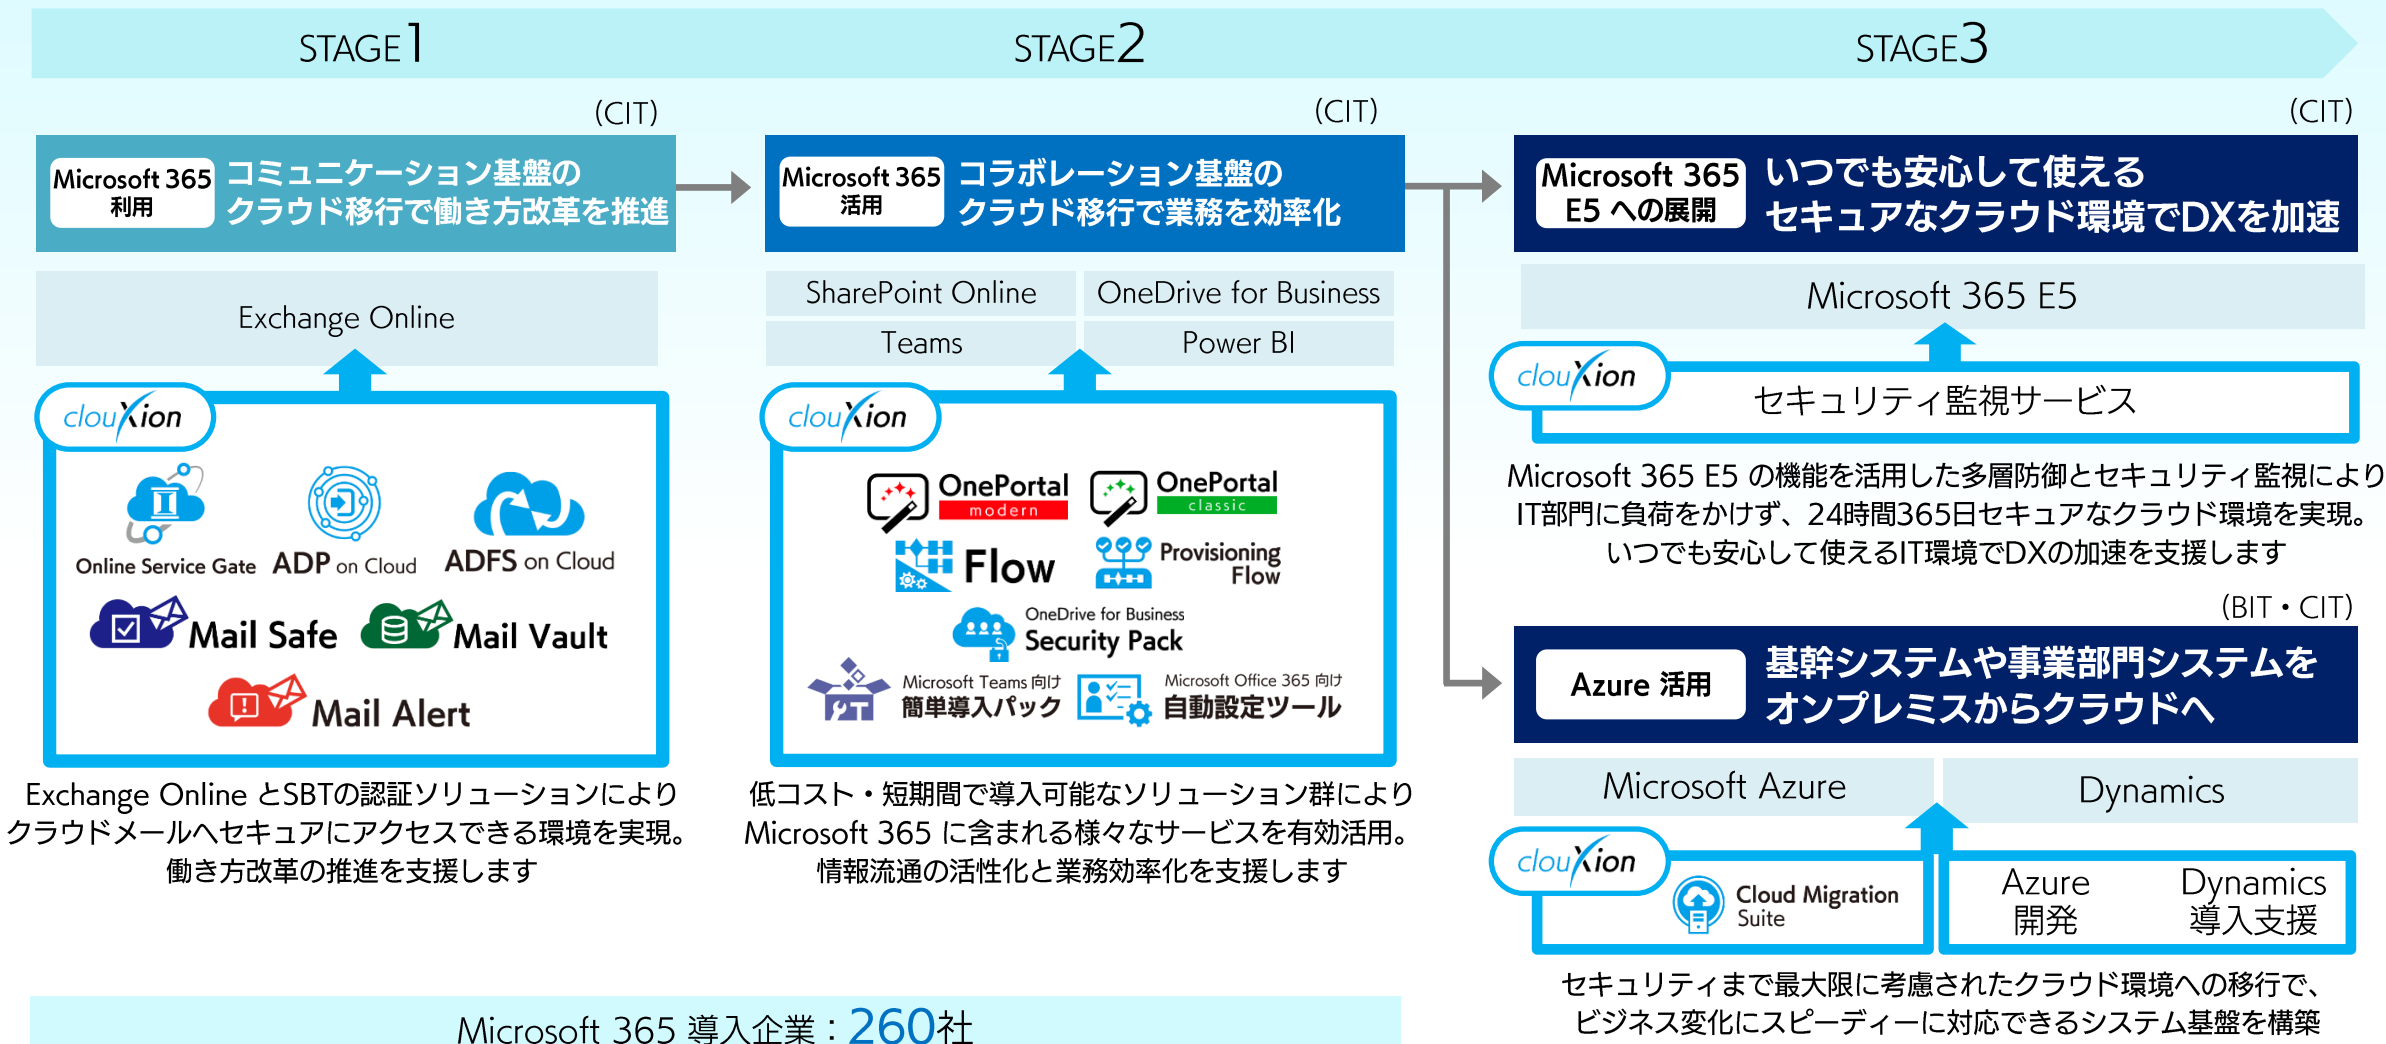 STAGE1
STAGE2
STAGE3
(CIT)
Microsoft 365
利用
コミュニケーション基盤の
クラウド移行で働き方改革を推進
Exchange Online
clouXion
Online Service Gate
ADP on Cloud
ADFS on Cloud
Mail Safe
Mail Vault
Mail Alert
Exchange Online とSBTの認証ソリューションにより
クラウドメールへセキュアにアクセスできる環境を実現。
働き方改革の推進を支援します
(CIT)
Microsoft 365
活用
コラボレーション基盤の
クラウド移行で業務を効率化
SharePoint Online
OneDrive for Business
Teams
Power BI
clouXion
OnePortal
modern
OnePortal
classic
Flow
Provisioning
Flow
OneDrive for Business
Security Pack
Microsoft Teams 向け
簡単導入パック
Microsoft Office 365 向け
自動設定ツール
低コスト・短期間で導入可能なソリューション群により
Microsoft 365 に含まれる様々なサービスを有効活用。
情報流通の活性化と業務効率化を支援します
(CIT)
Microsoft 365
E5 への展開
いつでも安心して使える
セキュアなクラウド環境でDXを加速
Microsoft 365 E5
clouXion
セキュリティ監視サービス
Microsoft 365 E5 の機能を活用した多層防御とセキュリティ監視により
IT部門に負荷をかけず、24時間365日セキュアなクラウド環境を実現。
いつでも安心して使えるIT環境でDXの加速を支援します
(BIT・CIT)
Azure 活用
基幹システムや事業部門システムを
オンプレミスからクラウドへ
Microsoft Azure
Dynamics
clouXion
Cloud Migration
Suite
Azure
開発
Dynamics
導入支援
セキュリティまで最大限に考慮されたクラウド環境への移行で、
ビジネス変化にスピーディーに対応できるシステム基盤を構築
Microsoft 365 導入企業：260社